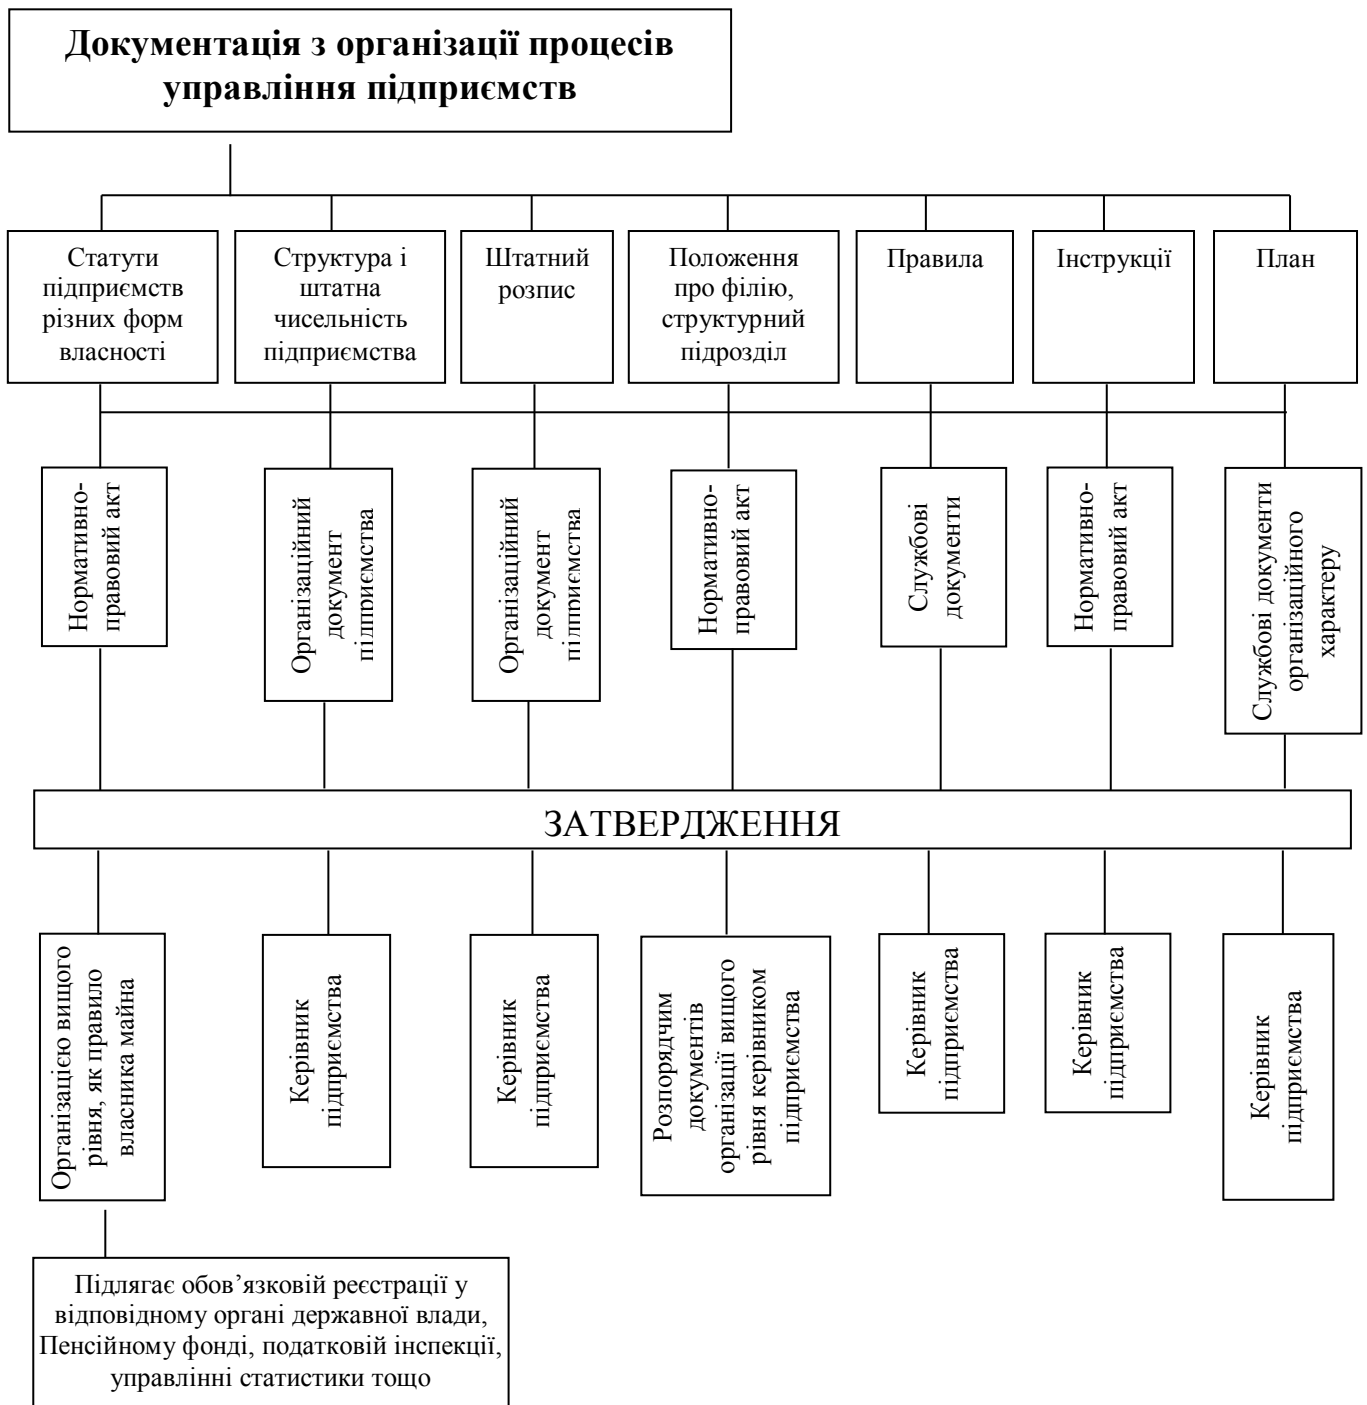 Документація з організації процесів
управління підприємств
Статути
підприємств
різних форм
власності
Структура і
штатна
чисельність
підприємства
Штатний
розпис
Положення
про філію,
структурний
підрозділ
Правила
Інструкції
План
Нормативно-
правовий акт
Організаційний
документ
підприємства
Організаційний
документ
підприємства
Нормативно-
правовий акт
Службові
документи
Нормативно-
правовий акт
Службові документи
організаційного
характеру
ЗАТВЕРДЖЕННЯ
Організацією вищого
рівня, як правило
власника майна
Керівник
підприємства
Керівник
підприємства
Розпорядчим
документів
організації вищого
рівня керівником
підприємства
Керівник
підприємства
Керівник
підприємства
Керівник
підприємства
Підлягає обов’язковій реєстрації у
відповідному органі державної влади,
Пенсійному фонді, податковій інспекції,
управлінні статистики тощо